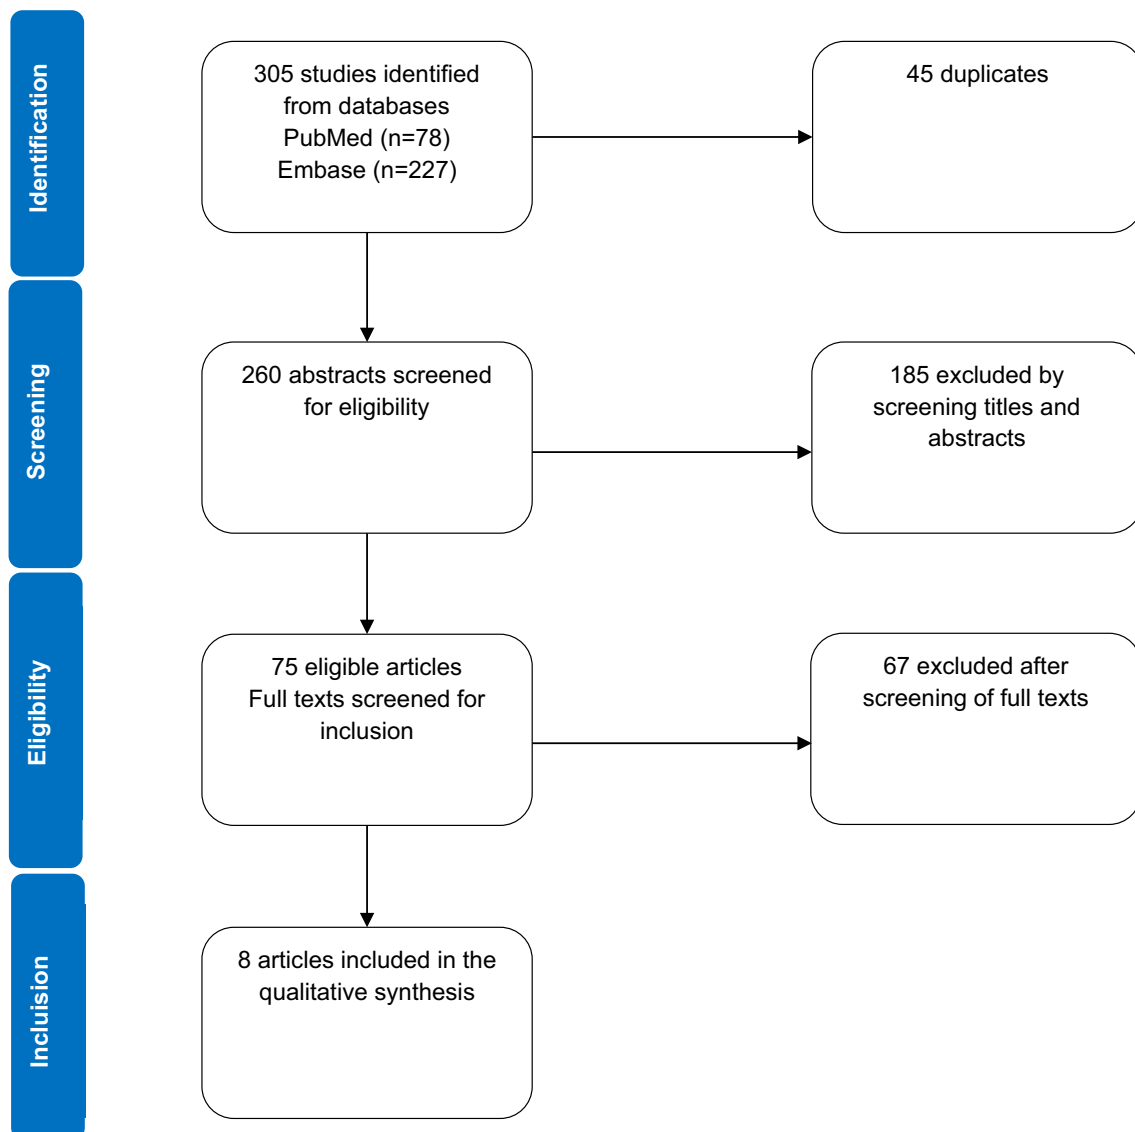 Identification
305 studies identified
from databases
PubMed (n=78)
Embase (n=227)
45 duplicates
Screening
260 abstracts screened
for eligibility
185 excluded by
screening titles and
abstracts
Eligibility
75 eligible articles
Full texts screened for
inclusion
67 excluded after
screening of full texts
Incluision
8 articles included in the
qualitative synthesis